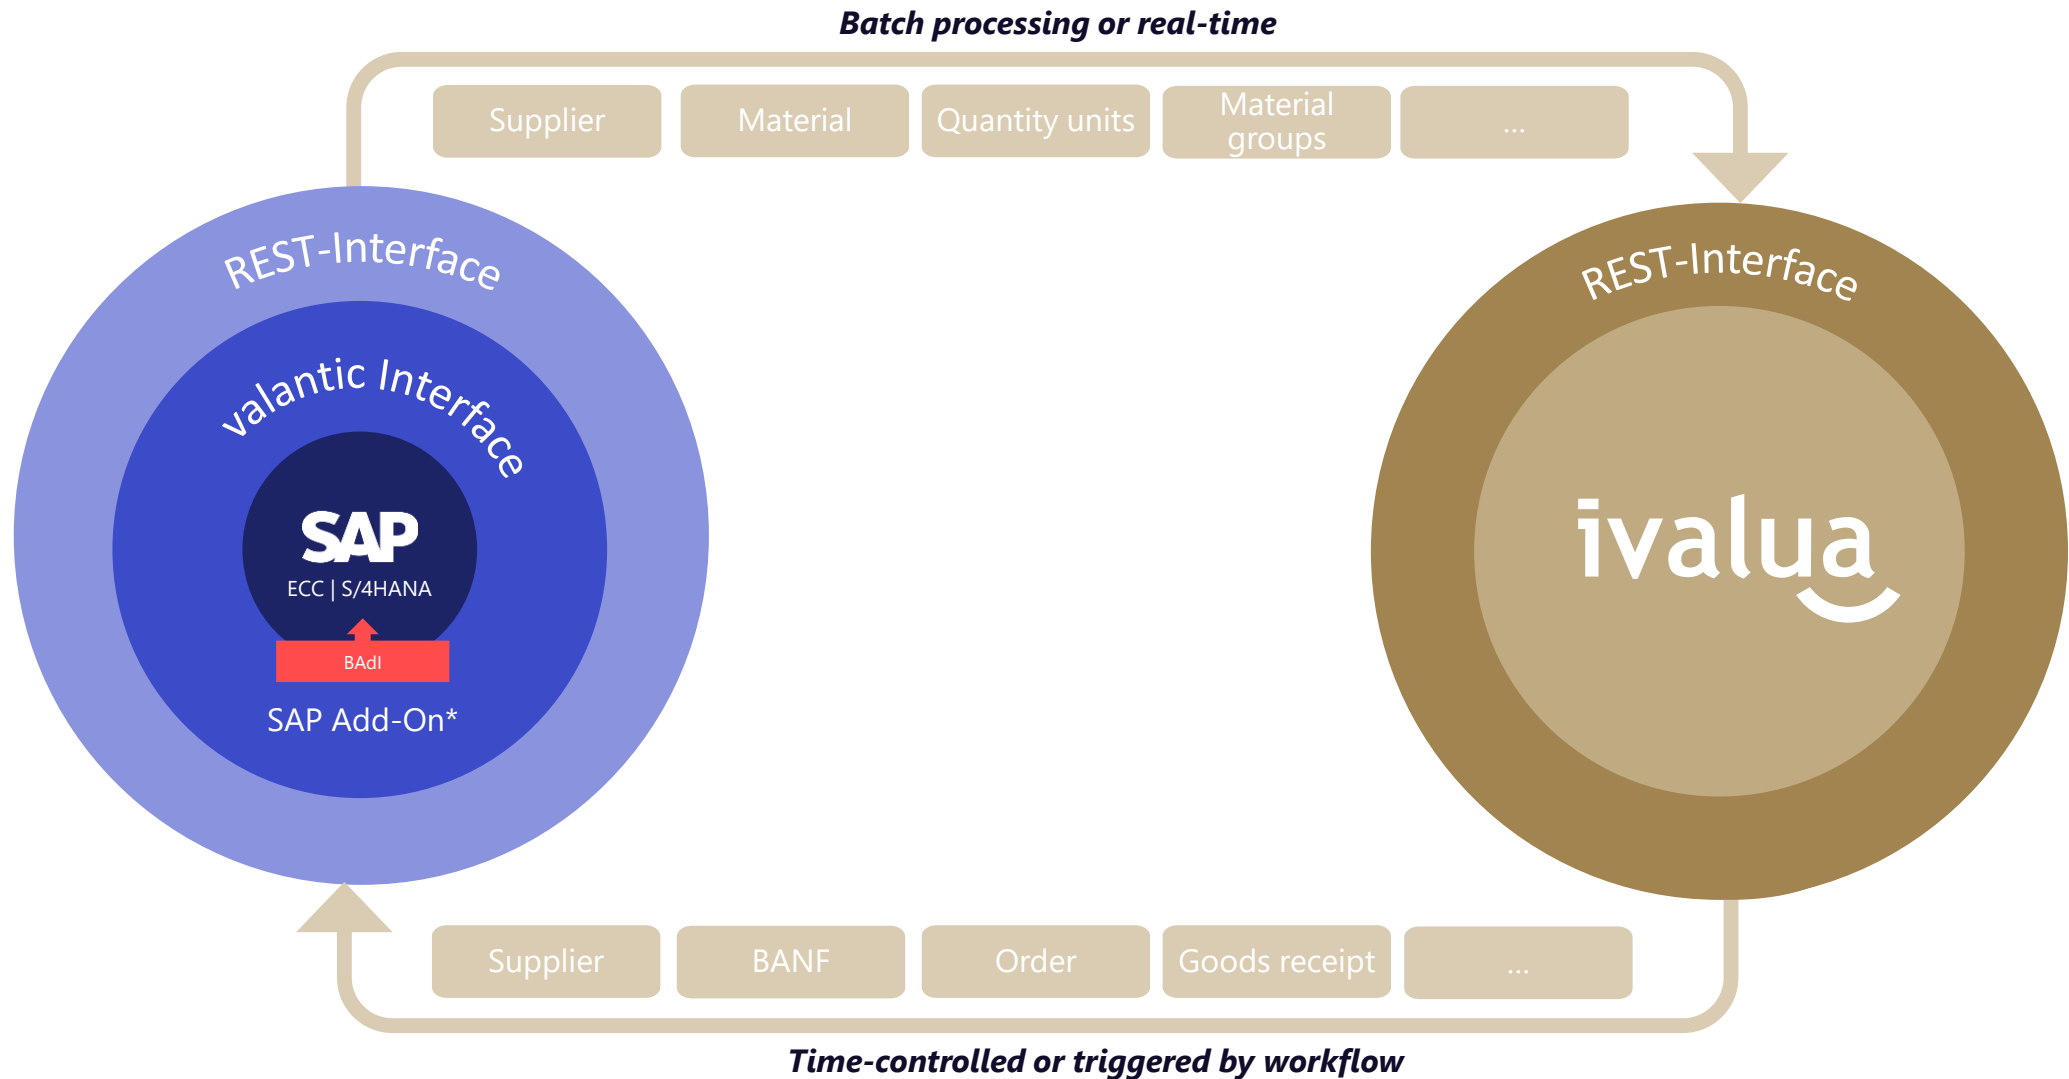 Batch processing or real-time
Supplier
Material
Quantity units
Material
groups
...
REST-Interface
valantic Interface
SAP
ECC | S/4HANA
BAdI
SAP Add-On*
REST-Interface
ivalua
Supplier
BANF
Order
Goods receipt
...
Time-controlled or triggered by workflow